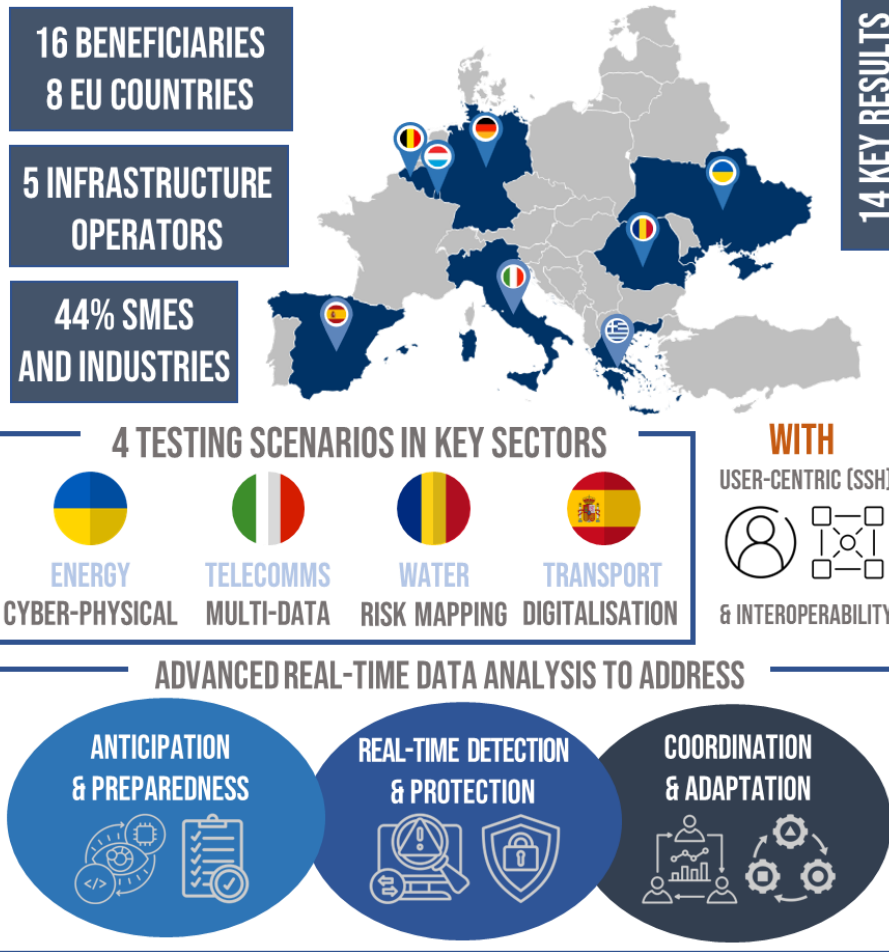 16 BENEFICIARIES
8 EU COUNTRIES
5 INFRASTRUCTURE
OPERATORS
44% SMES
AND INDUSTRIES
14 KEY RESULTS
4 TESTING SCENARIOS IN KEY SECTORS
ENERGY
CYBER-PHYSICAL
TELECOMMS
MULTI-DATA
WATER
RISK MAPPING
TRANSPORT
DIGITALISATION
WITH
USER-CENTRIC (SSH)
& INTEROPERABILITY
ADVANCED REAL-TIME DATA ANALYSIS TO ADDRESS
ANTICIPATION
& PREPAREDNESS
</>
REAL-TIME DETECTION
& PROTECTION
COORDINATION
& ADAPTATION